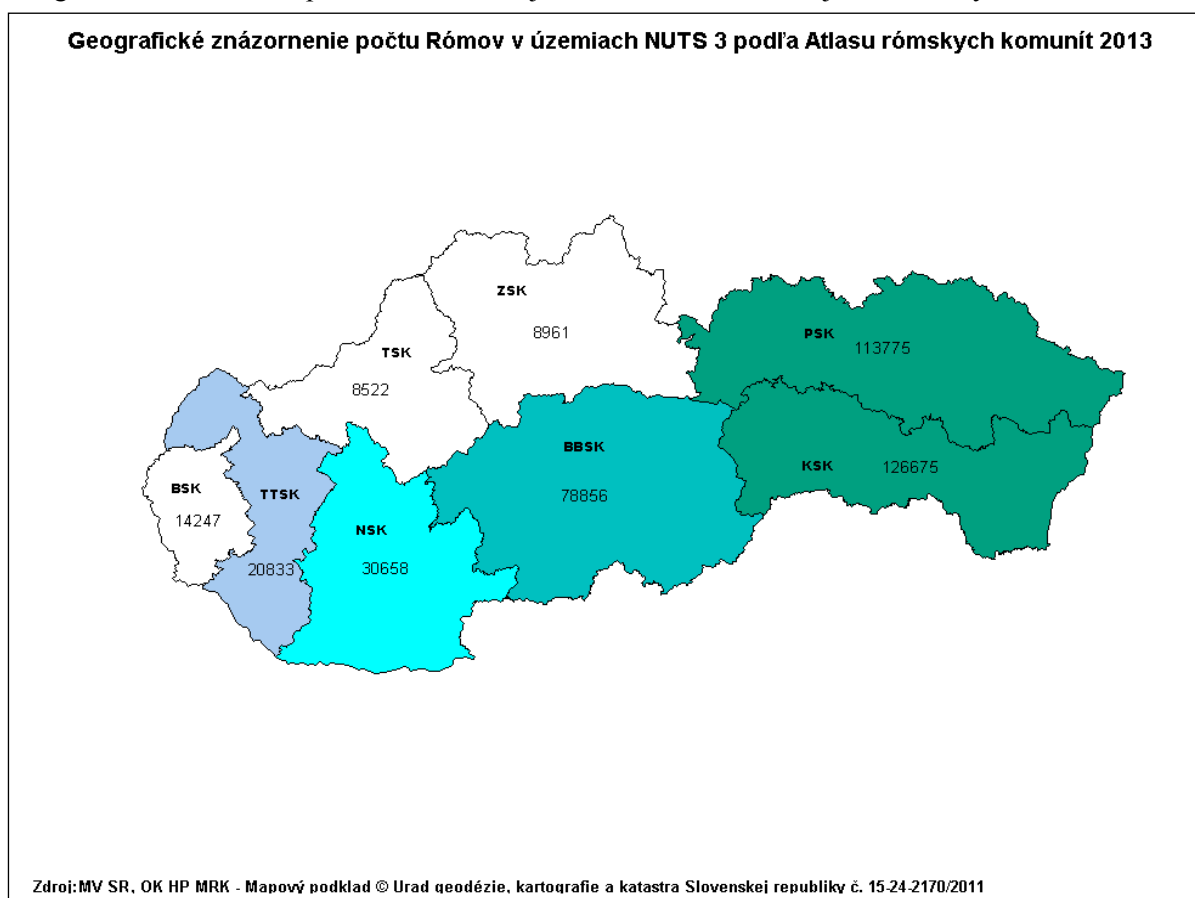 Geografické znázornenie počtu Rómov v územiach NUTS 3 podľa Atlasu rómskych komunít 2013
ZSK
8961
PSK
113775
TSK
8522
BBSK
78856
KSK
126675
BSK
14247
TTSK
20833
NSK
30658
Zdroj:MV SR, OK HP MRK - Mapový podklad © Urad geodézie, kartografie a katastra Slovenskej republiky č. 15-24-2170/2011